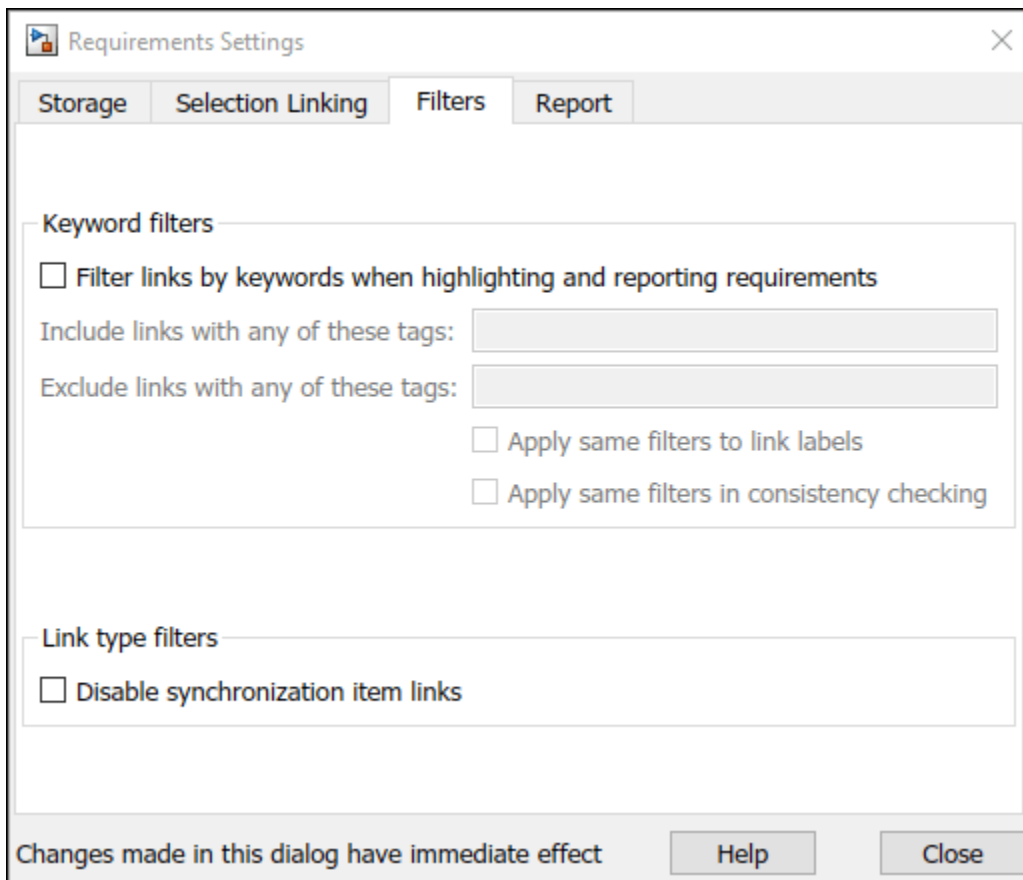 Requirements Settings
Storage Selection Linking Filters Report
Keyword filters
Filter links by keywords when highlighting and reporting requirements
Include links with any of these tags:
Exclude links with any of these tags:
Apply same filters to link labels
Apply same filters in consistency checking
Link type filters
Disable synchronization item links
Changes made in this dialog have immediate effect Help Close